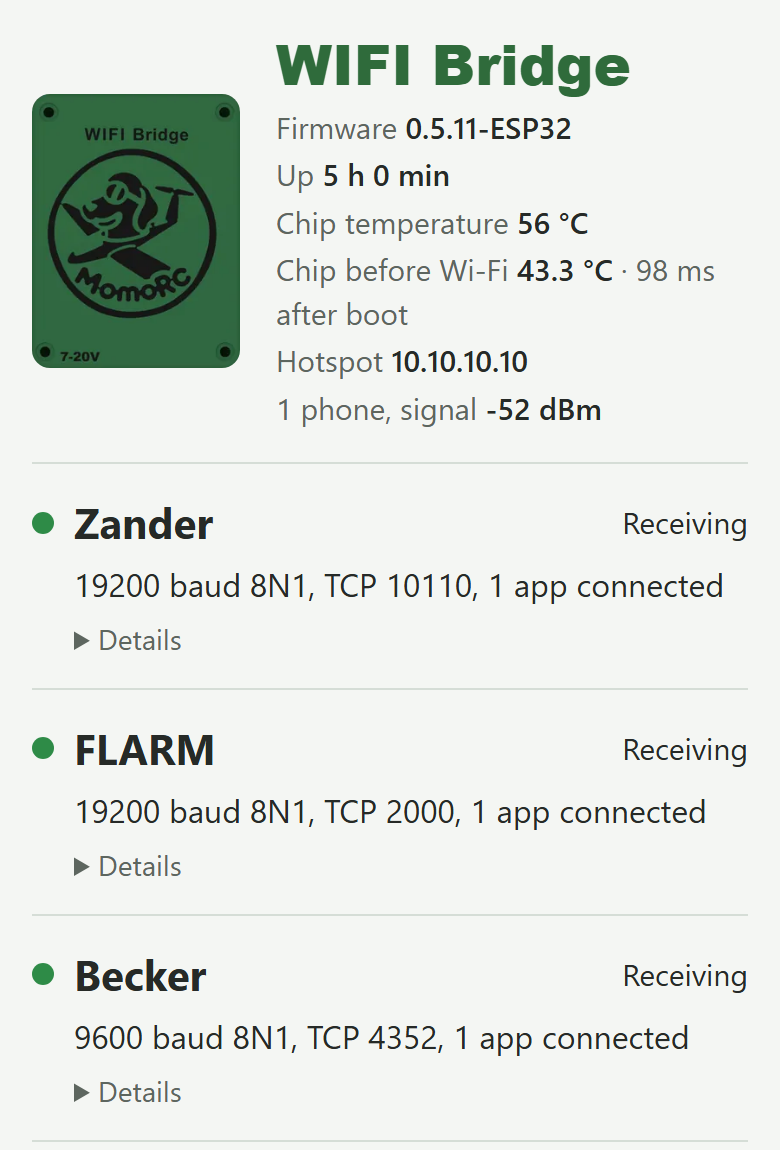 WIFI Bridge
WIFI Bridge
MomoRC
7-20V
Firmware 0.5.11-ESP32
Up 5 h 0 min
Chip temperature 56 °C
Chip before Wi-Fi 43.3 °C · 98 ms
after boot
Hotspot 10.10.10.10
1 phone, signal -52 dBm
Zander
Receiving
19200 baud 8N1, TCP 10110, 1 app connected
▶ Details
FLARM
Receiving
19200 baud 8N1, TCP 2000, 1 app connected
▶ Details
Becker
Receiving
9600 baud 8N1, TCP 4352, 1 app connected
▶ Details